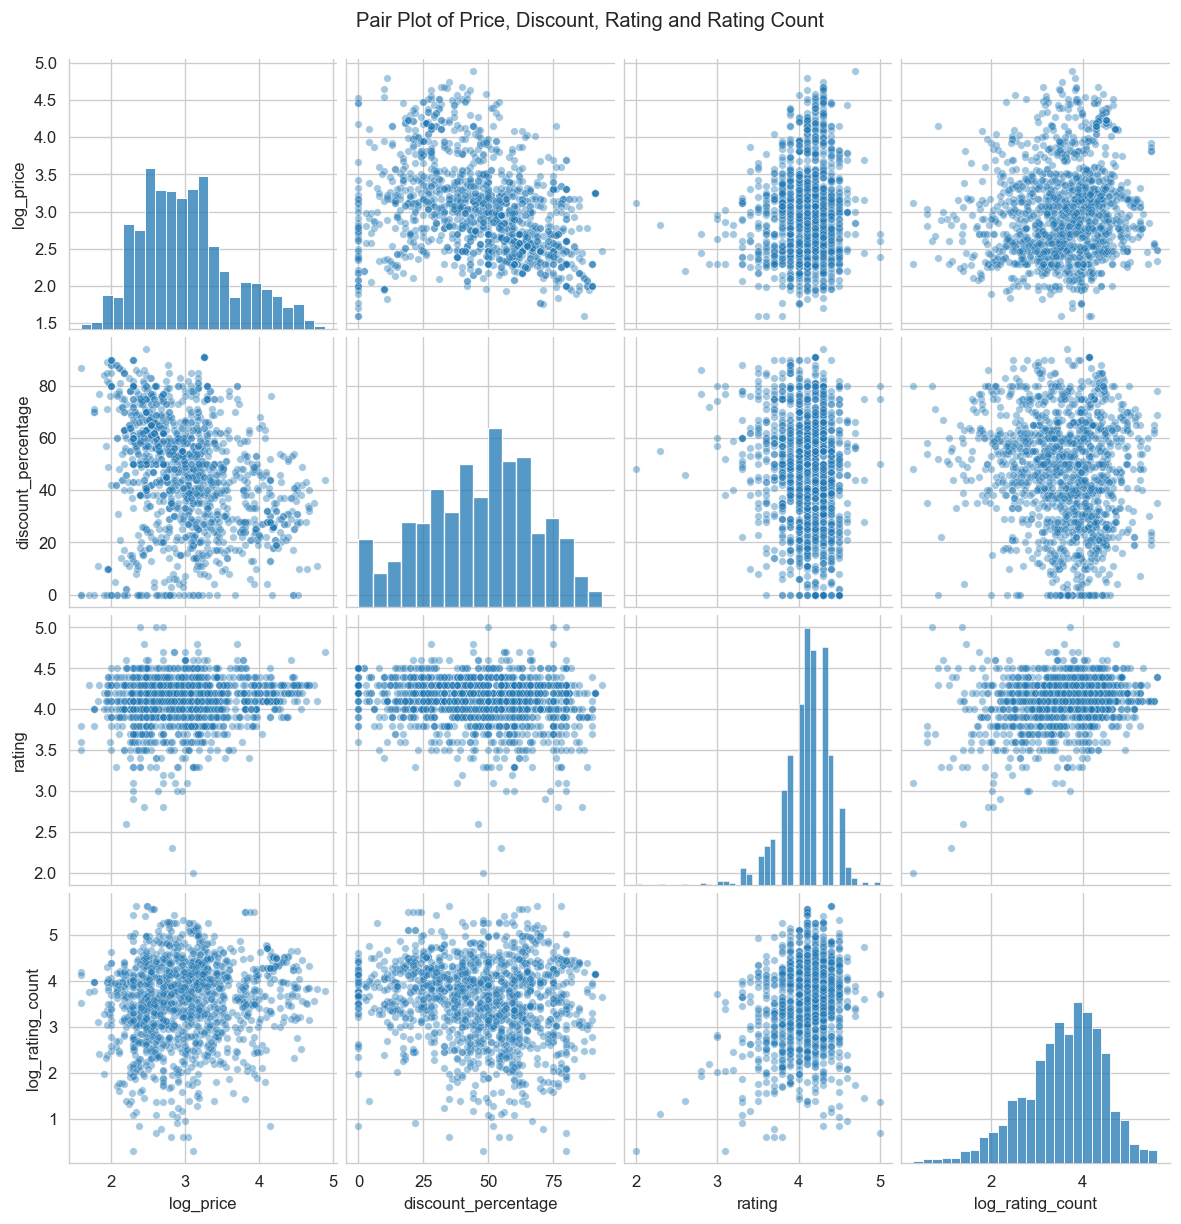 Pair Plot of Price, Discount, Rating and Rating Count
5.0
4.5
4.0
3.5
3.0
2.5
2.0
1.5
log_price
80
60
40
20
0
discount_percentage
5.0
4.5
4.0
3.5
3.0
2.5
2.0
rating
5
4
3
2
1
log_rating_count
2 3 4 5
0 25 50 75
2 3 4 5
2 4
log_price discount_percentage rating log_rating_count